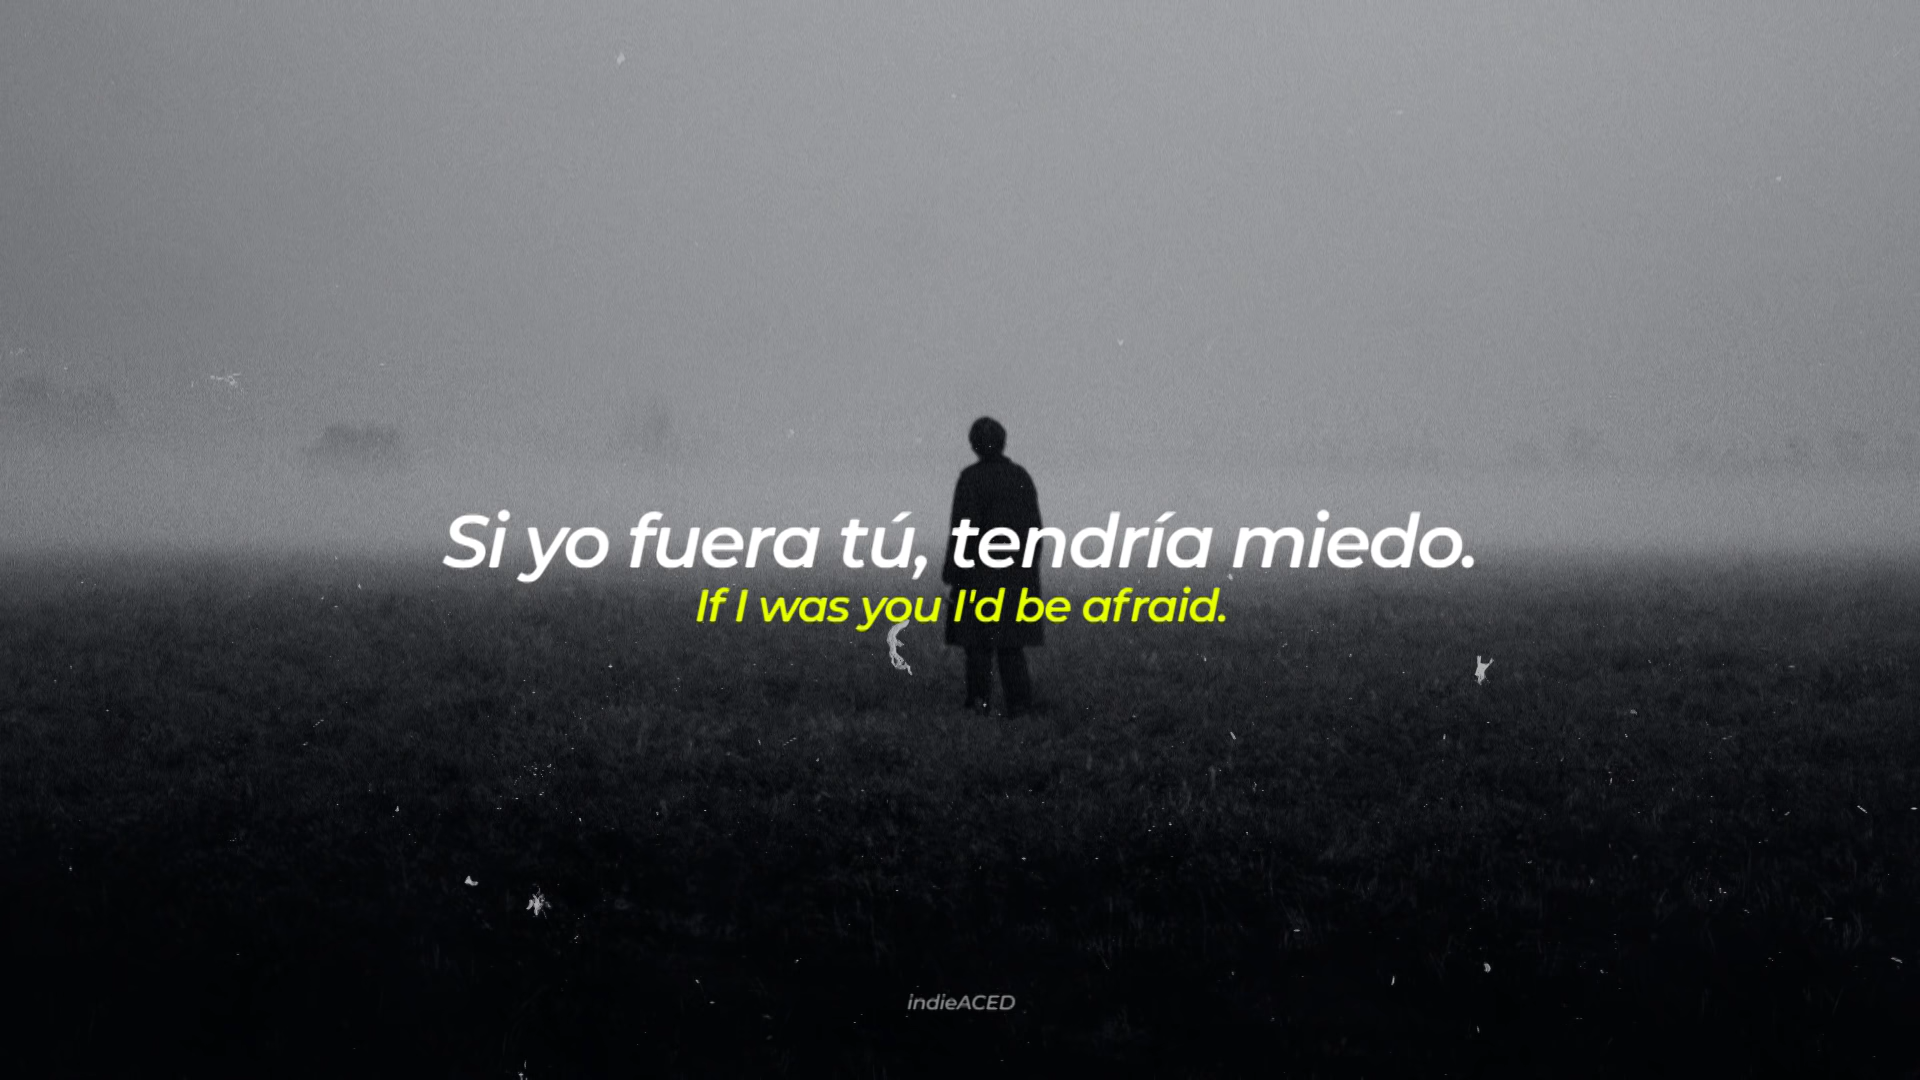 Si yo fuera tú, tendría miedo.
If I was you I'd be afraid.
indieACED